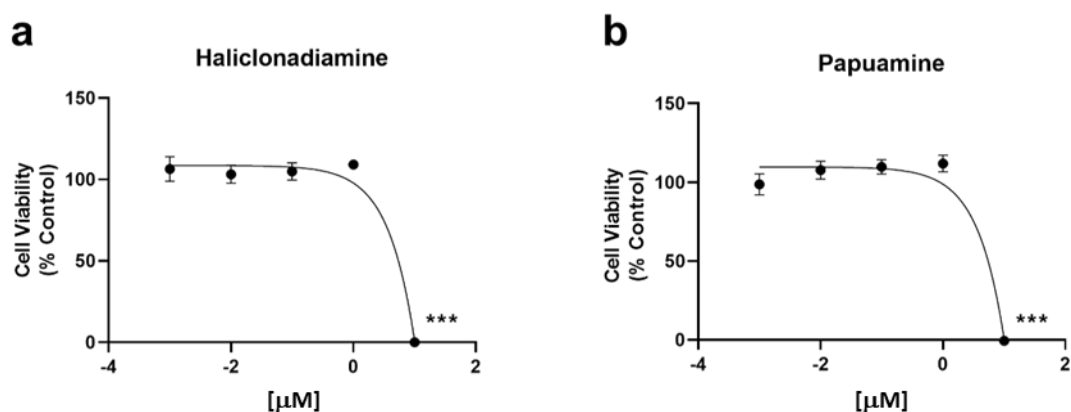 a
Haliclonadiamine
150
100
50
0
Cell Viability
(% Control)
***
-4
-2
0
2
[μM]
b
Papuamine
150
100
50
0
Cell Viability
(% Control)
***
-4
-2
0
2
[μM]